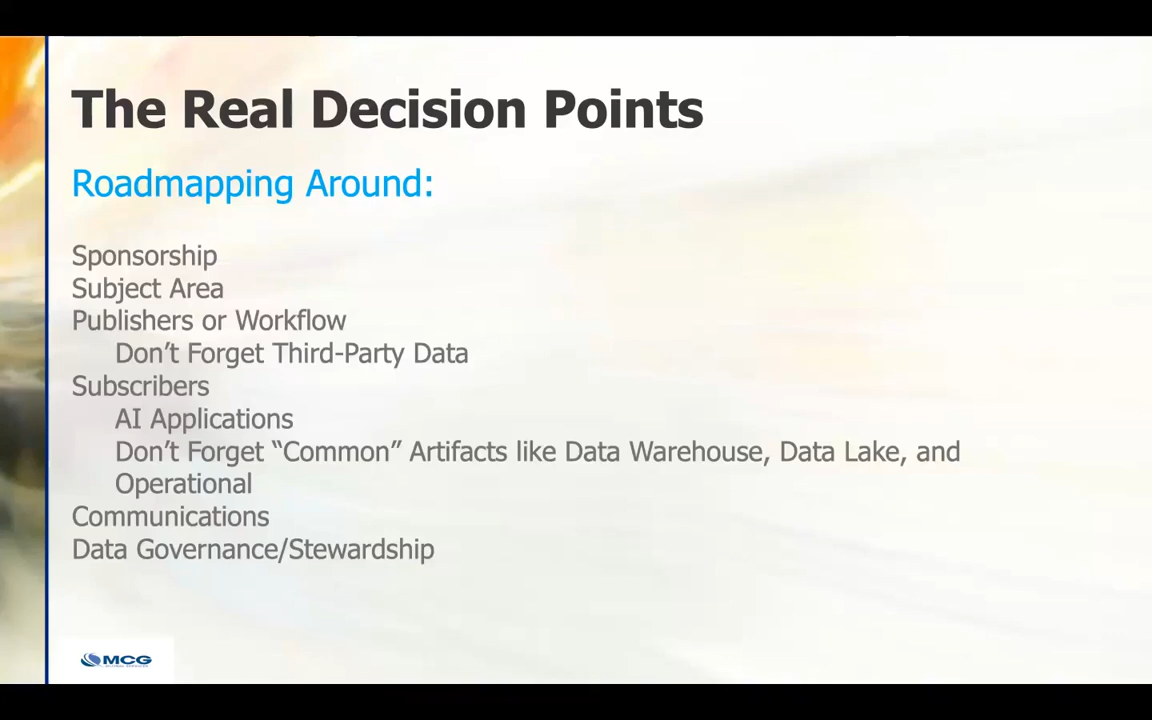 The Real Decision Points
Roadmapping Around:
Sponsorship
Subject Area
Publishers or Workflow
Don’t Forget Third-Party Data
Subscribers
AI Applications
Don’t Forget “Common” Artifacts like Data Warehouse, Data Lake, and
Operational
Communications
Data Governance/Stewardship
MCG